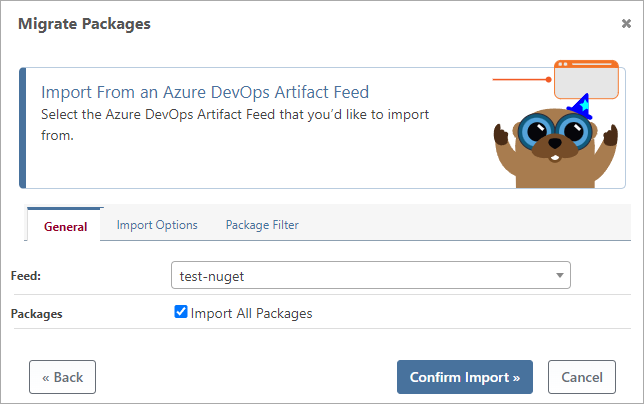 Migrate Packages ×
Import From an Azure DevOps Artifact Feed
Select the Azure DevOps Artifact Feed that you’d like to import
from.
General Import Options Package Filter
Feed: test-nuget
Packages Import All Packages
« Back Confirm Import » Cancel